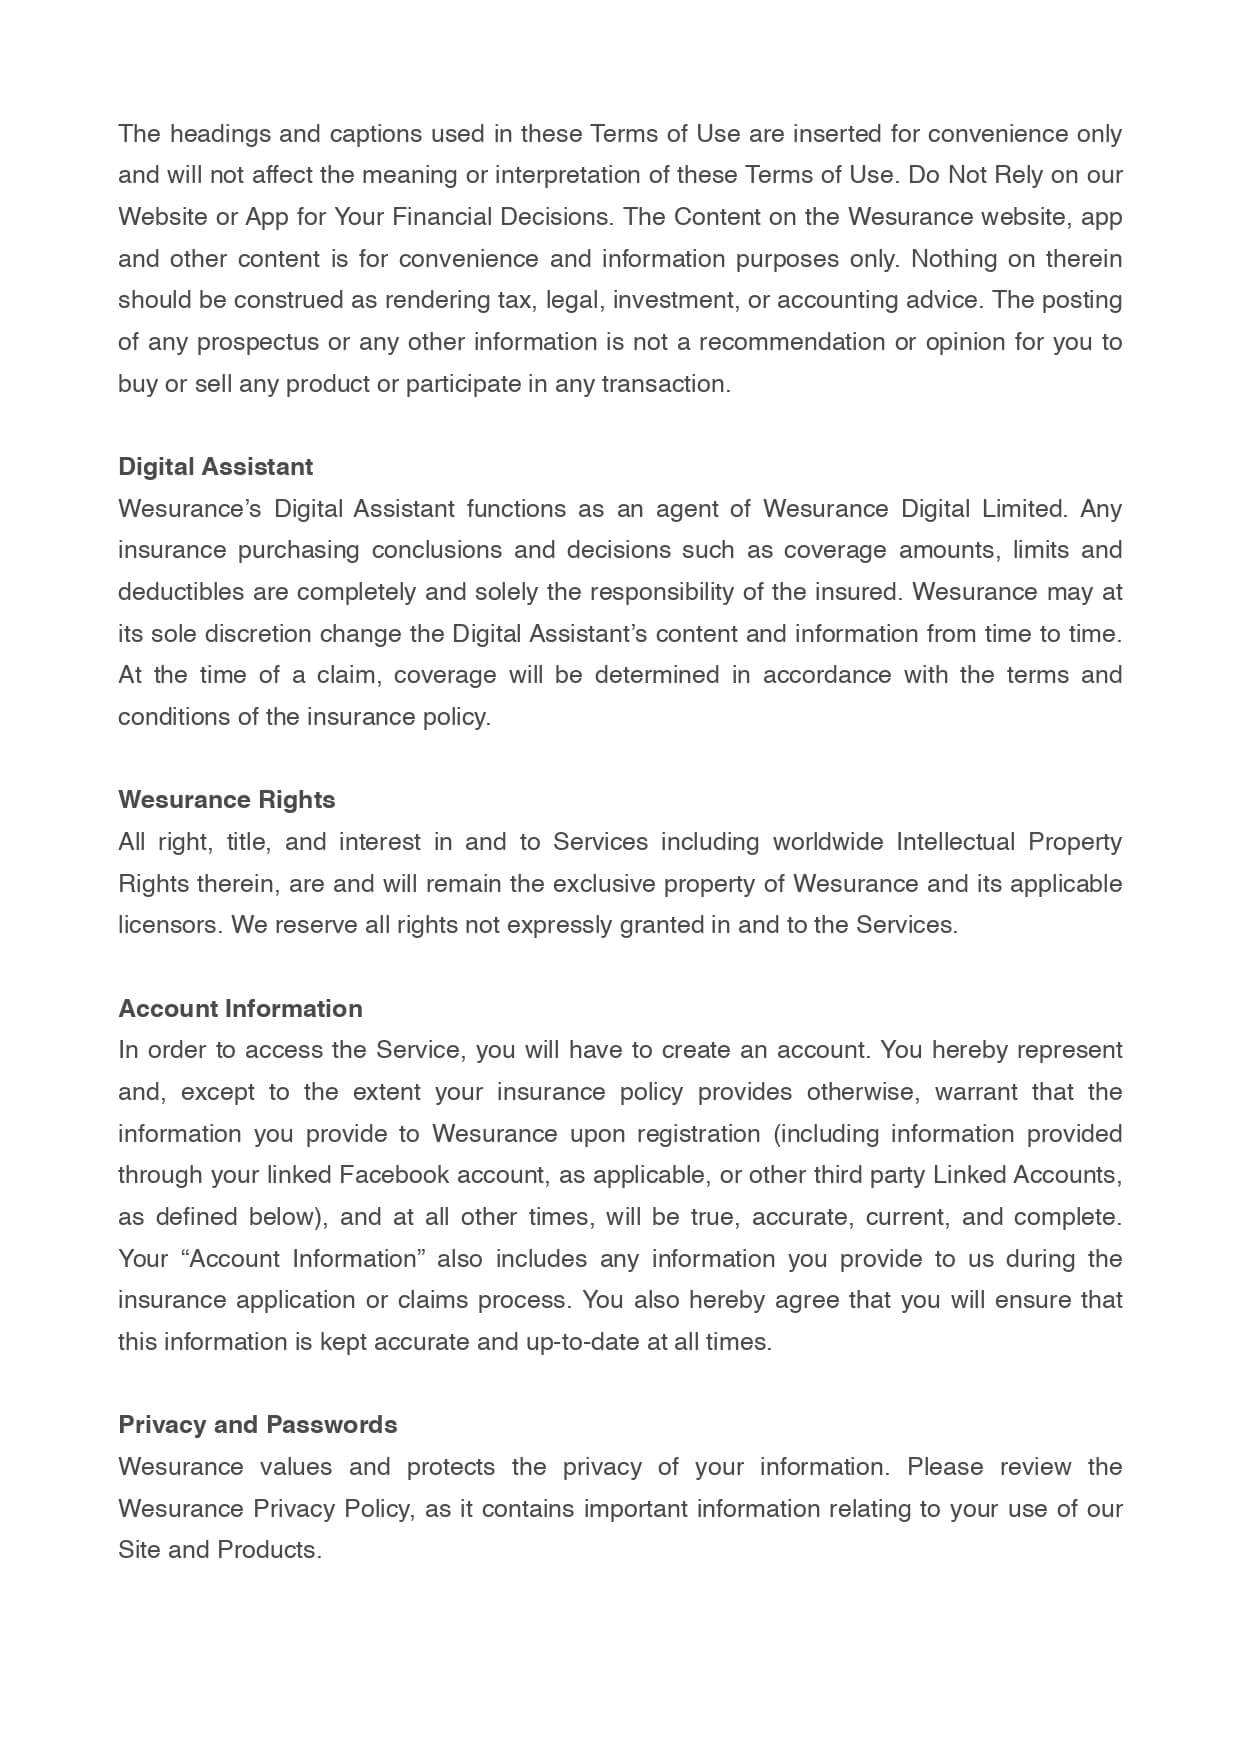 The headings and captions used in these Terms of Use are inserted for convenience only
and will not affect the meaning or interpretation of these Terms of Use. Do Not Rely on our
Website or App for Your Financial Decisions. The Content on the Wesurance website, app
and other content is for convenience and information purposes only. Nothing on therein
should be construed as rendering tax, legal, investment, or accounting advice. The posting
of any prospectus or any other information is not a recommendation or opinion for you to
buy or sell any product or participate in any transaction.
Digital Assistant
Wesurance’s Digital Assistant functions as an agent of Wesurance Digital Limited. Any
insurance purchasing conclusions and decisions such as coverage amounts, limits and
deductibles are completely and solely the responsibility of the insured. Wesurance may at
its sole discretion change the Digital Assistant’s content and information from time to time.
At the time of a claim, coverage will be determined in accordance with the terms and
conditions of the insurance policy.
Wesurance Rights
All right, title, and interest in and to Services including worldwide Intellectual Property
Rights therein, are and will remain the exclusive property of Wesurance and its applicable
licensors. We reserve all rights not expressly granted in and to the Services.
Account Information
In order to access the Service, you will have to create an account. You hereby represent
and, except to the extent your insurance policy provides otherwise, warrant that the
information you provide to Wesurance upon registration (including information provided
through your linked Facebook account, as applicable, or other third party Linked Accounts,
as defined below), and at all other times, will be true, accurate, current, and complete.
Your “Account Information” also includes any information you provide to us during the
insurance application or claims process. You also hereby agree that you will ensure that
this information is kept accurate and up-to-date at all times.
Privacy and Passwords
Wesurance values and protects the privacy of your information. Please review the
Wesurance Privacy Policy, as it contains important information relating to your use of our
Site and Products.